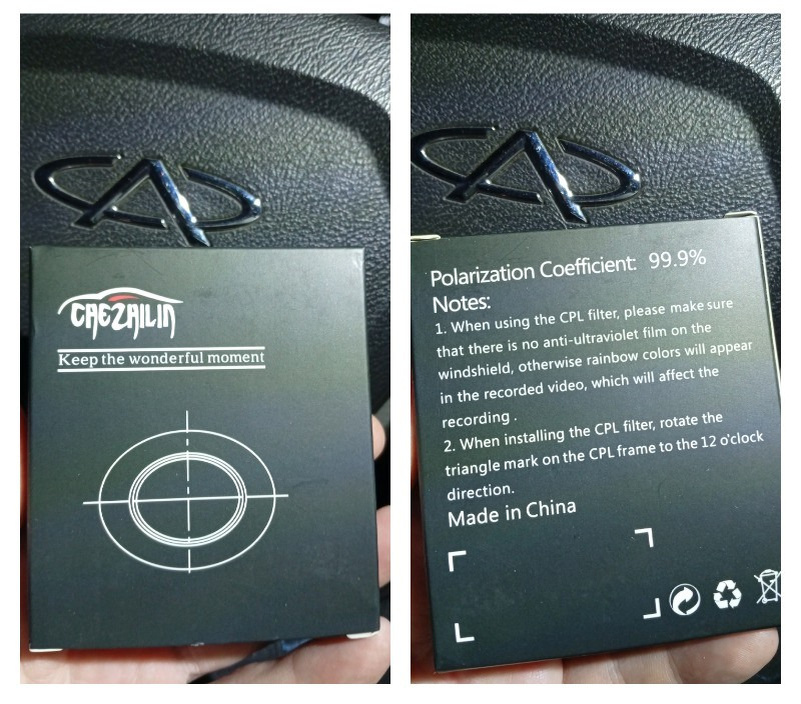 CAEZAILIN
Keep the wonderful moment
Polarization Coefficient: 99.9%
Notes:
1. When using the CPL filter, please make sure
that there is no anti-ultraviolet film on the
windshield, otherwise rainbow colors will appear
in the recorded video, which will affect the
recording .
2. When installing the CPL filter, rotate the
triangle mark on the CPL frame to the 12 o'clock
direction.
Made in China